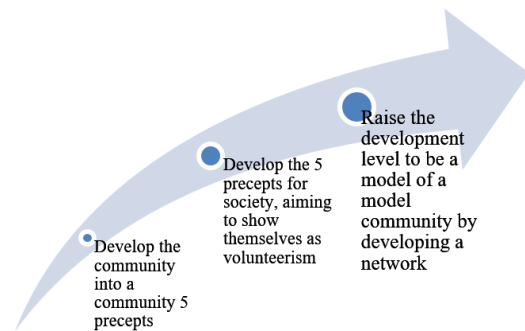 Develop the
community
into a
community 5
precepts
Develop the 5
precepts for
society, aiming
to show
themselves as
volunteerism
Raise the
development
level to be a
model of a
model
community by
developing a
network